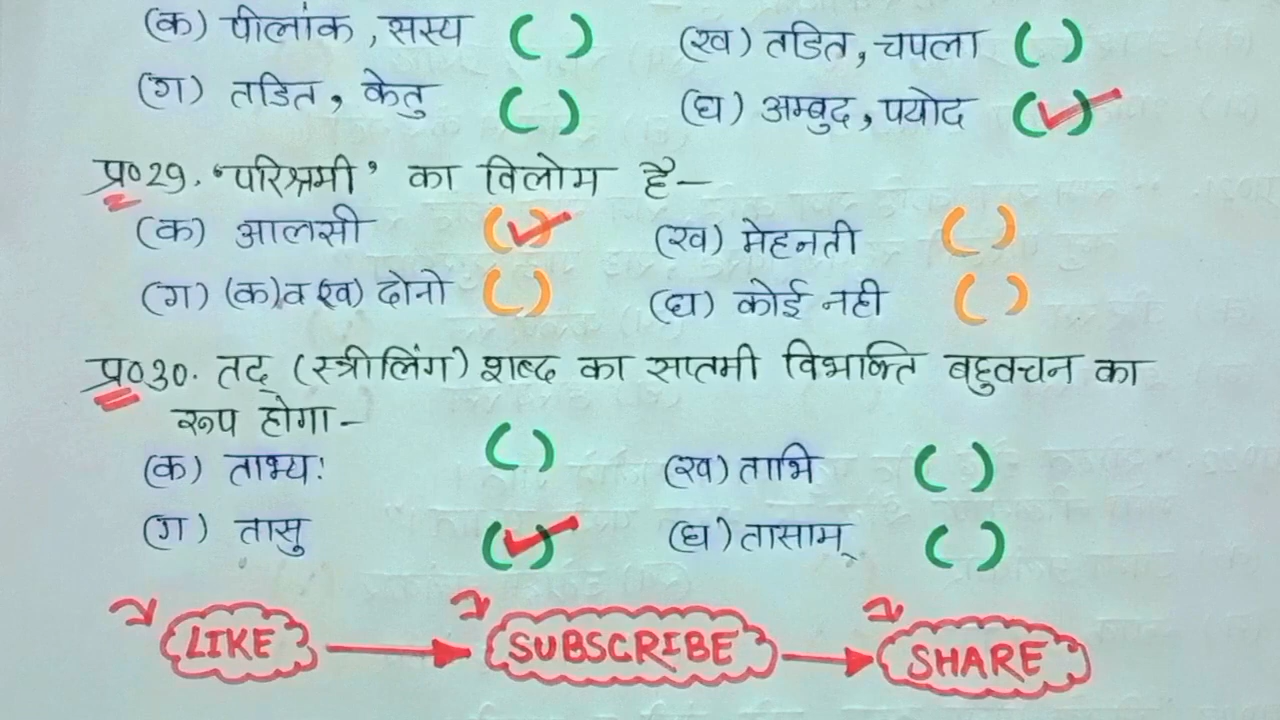 (क) पीलांक , सस्य ( ) (ख) तडित , चपला ( )
(ग) तडित , केतु ( ) (घ) अम्बुद , पयोद (✓)
प्र०29. 'परिश्रमी' का विलोम है -
(क) आलसी (✓) (ख) मेहनती ( )
(ग) (क) व (ख) दोनो ( ) (घ) कोई नही ( )
प्र०30. तद् (स्त्रीलिंग) शब्द का सप्तमी विभक्ति बहुवचन का
रूप होगा -
(क) ताभ्य: ( ) (ख) ताभि ( )
(ग) तासु (✓) (घ) तासाम् ( )
LIKE SUBSCRIBE SHARE